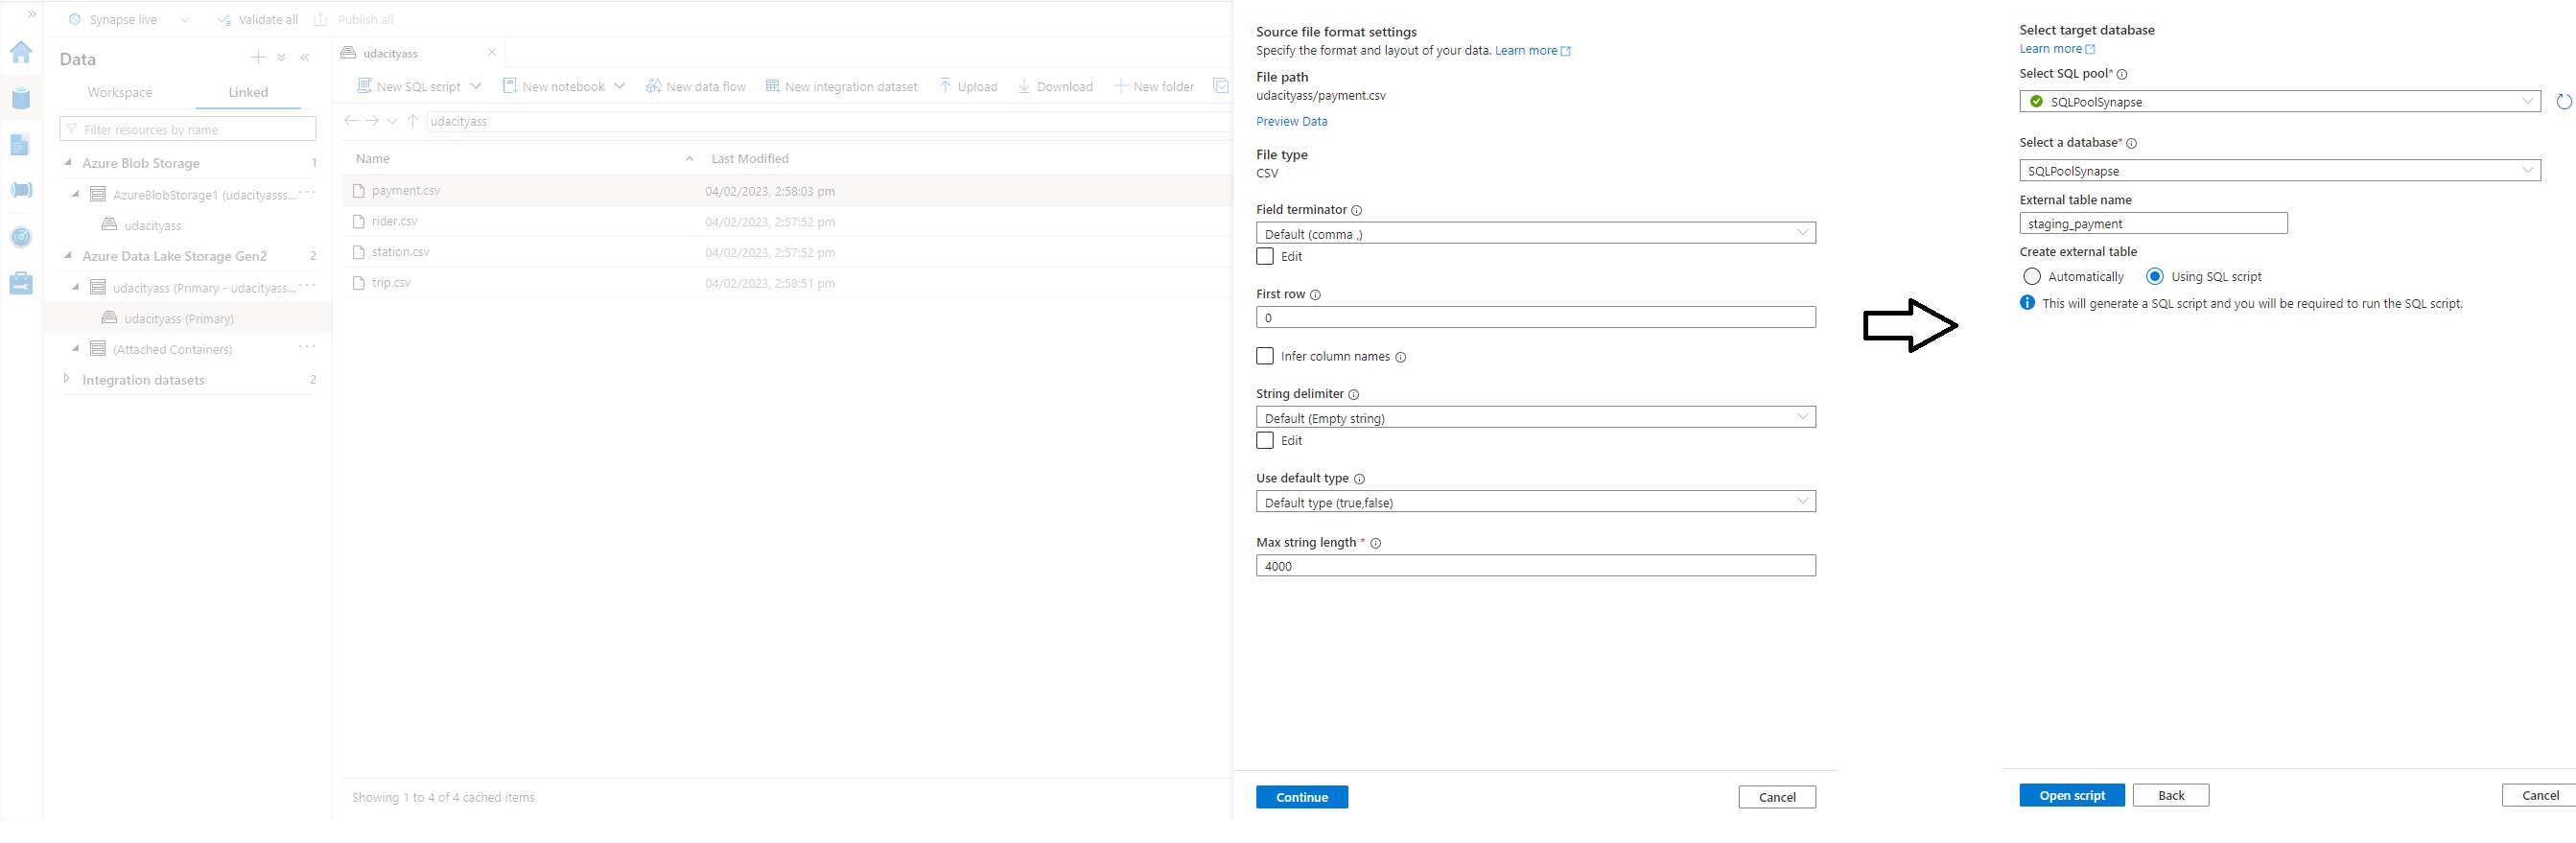 Synapse live
Validate all
Publish all
Data
Workspace
Linked
Filter resources by name
Azure Blob Storage 1
AzureBlobStorage1 (udacityasss...
udacityass
Azure Data Lake Storage Gen2 2
udacityass (Primary - udacityass...
udacityass (Primary)
(Attached Containers)
Integration datasets 2
udacityass
New SQL script
New notebook
New data flow
New integration dataset
Upload
Download
New folder
udacityass
Name Last Modified
payment.csv 04/02/2023, 2:58:03 pm
rider.csv 04/02/2023, 2:57:52 pm
station.csv 04/02/2023, 2:57:52 pm
trip.csv 04/02/2023, 2:58:51 pm
Showing 1 to 4 of 4 cached items
Source file format settings
Specify the format and layout of your data. Learn more
File path
udacityass/payment.csv
Preview Data
File type
CSV
Field terminator
Default (comma ,)
Edit
First row
0
Infer column names
String delimiter
Default (Empty string)
Edit
Use default type
Default type (true,false)
Max string length *
4000
Continue
Cancel
Select target database
Learn more
Select SQL pool*
SQLPoolSynapse
Select a database*
SQLPoolSynapse
External table name
staging_payment
Create external table
Automatically
Using SQL script
This will generate a SQL script and you will be required to run the SQL script.
Open script
Back
Cancel